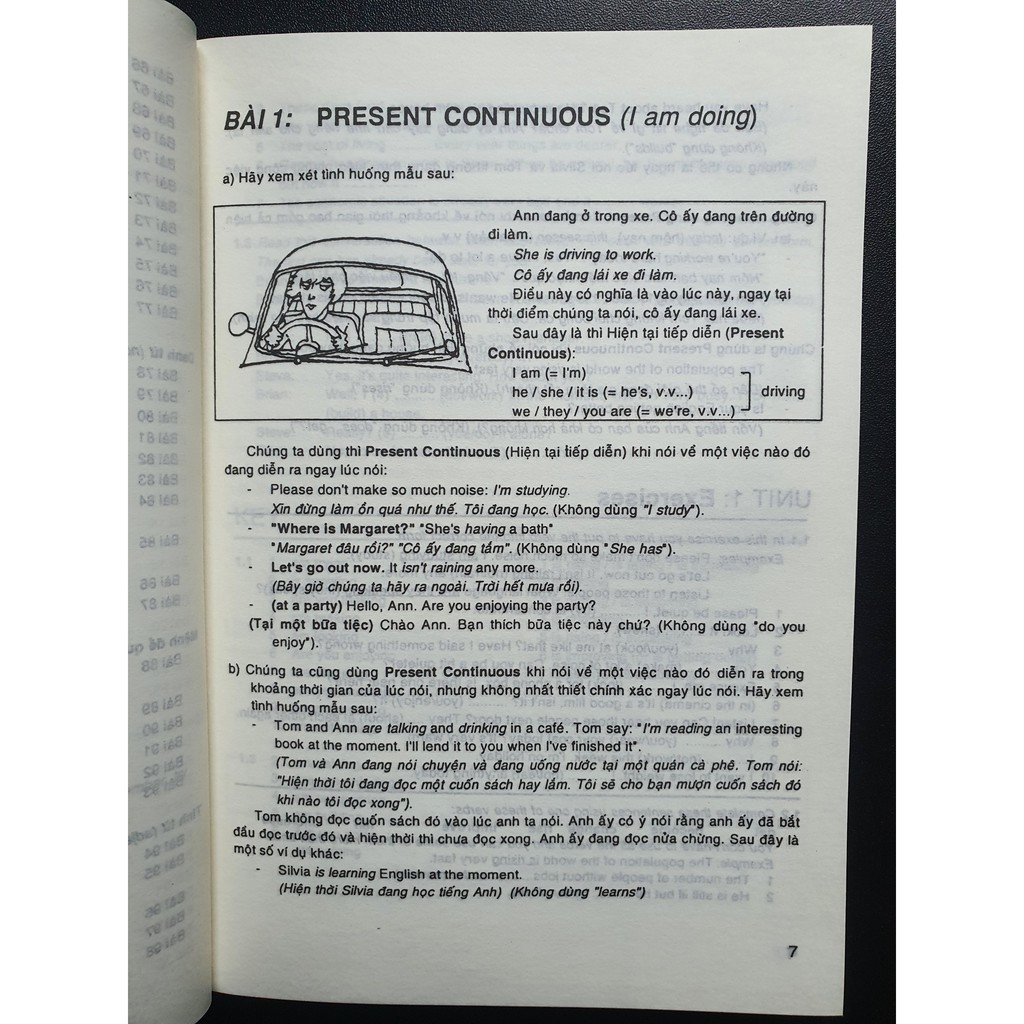 BÀI 1: PRESENT CONTINUOUS (I am doing)
a) Hãy xem xét tình huống mẫu sau:
Ann đang ở trong xe. Cô ấy đang trên đường
đi làm.
She is driving to work.
Cô ấy đang lái xe đi làm.
Điều này có nghĩa là vào lúc này, ngay tại
thời điểm chúng ta nói, cô ấy đang lái xe.
Sau đây là thì Hiện tại tiếp diễn (Present
Continuous):
I am (= I'm)
he / she / it is (= he's, v.v...) driving
we / they / you are (= we're, v.v...)
Chúng ta dùng thì Present Continuous (Hiện tại tiếp diễn) khi nói về một việc nào đó
đang diễn ra ngay lúc nói:
- Please don't make so much noise: I'm studying.
Xin đừng làm ồn quá như thế. Tôi đang học. (Không dùng "I study").
- "Where is Margaret?" "She's having a bath"
"Margaret đâu rồi?" "Cô ấy đang tắm". (Không dùng "She has").
- Let's go out now. It isn't raining any more.
(Bây giờ chúng ta hãy ra ngoài. Trời hết mưa rồi).
- (at a party) Hello, Ann. Are you enjoying the party?
(Tại một bữa tiệc) Chào Ann. Bạn thích bữa tiệc này chứ? (Không dùng "do you
enjoy").
b) Chúng ta cũng dùng Present Continuous khi nói về một việc nào đó diễn ra trong
khoảng thời gian của lúc nói, nhưng không nhất thiết chính xác ngay lúc nói. Hãy xem
tình huống mẫu sau:
- Tom and Ann are talking and drinking in a café. Tom say: "I'm reading an interesting
book at the moment. I'll lend it to you when I've finished it".
(Tom và Ann đang nói chuyện và đang uống nước tại một quán cà phê. Tom nói:
"Hiện thời tôi đang đọc một cuốn sách hay lắm. Tôi sẽ cho bạn mượn cuốn sách đó
khi nào tôi đọc xong").
Tom không đọc cuốn sách đó vào lúc anh ta nói. Anh ấy có ý nói rằng anh ấy đã bắt
đầu đọc trước đó và hiện thời thì chưa đọc xong. Anh ấy đang đọc nửa chừng. Sau đây là
một số ví dụ khác:
- Silvia is learning English at the moment.
(Hiện thời Silvia đang học tiếng Anh) (Không dùng "learns")
7